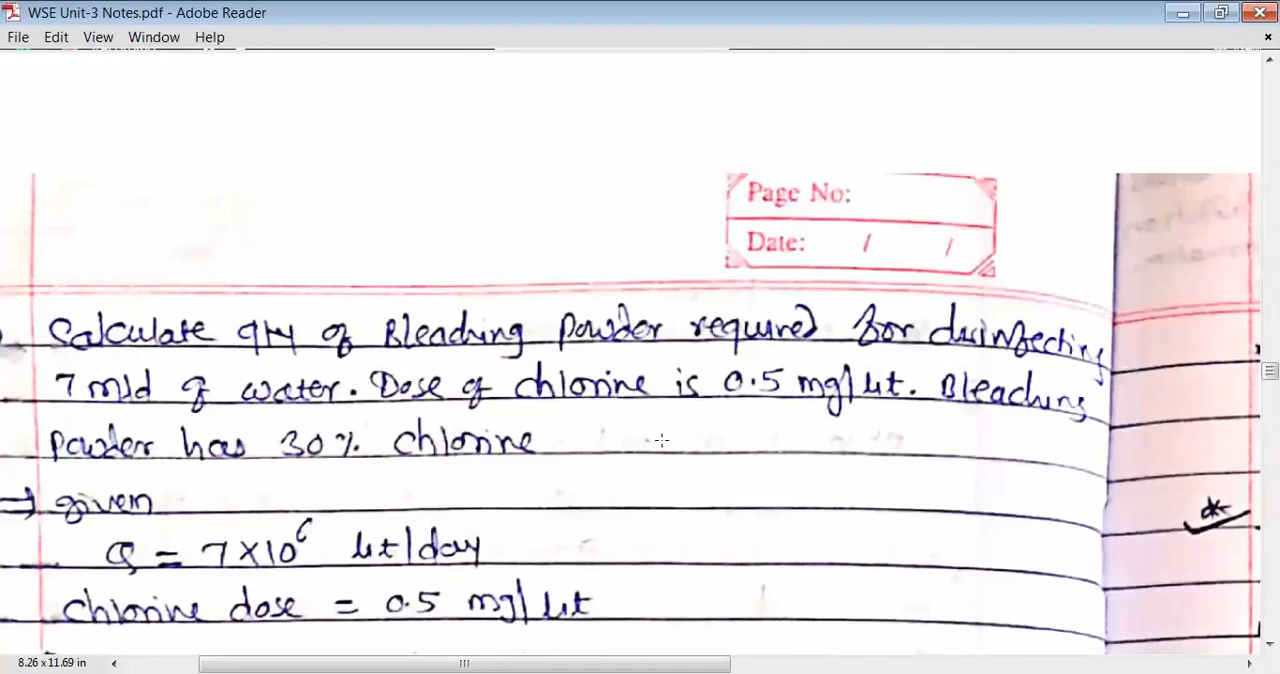 WSE Unit-3 Notes.pdf - Adobe Reader
File Edit View Window Help
Page No:
Date: / /
Calculate qty of Bleaching Powder required for disinfecting
7 mld of water. Dose of chlorine is 0.5 mg/lit. Bleaching
Powder has 30% chlorine
⇒ given
Q = 7×10⁶ lit/day
Chlorine dose = 0.5 mg/lit
8.26 x 11.69 in